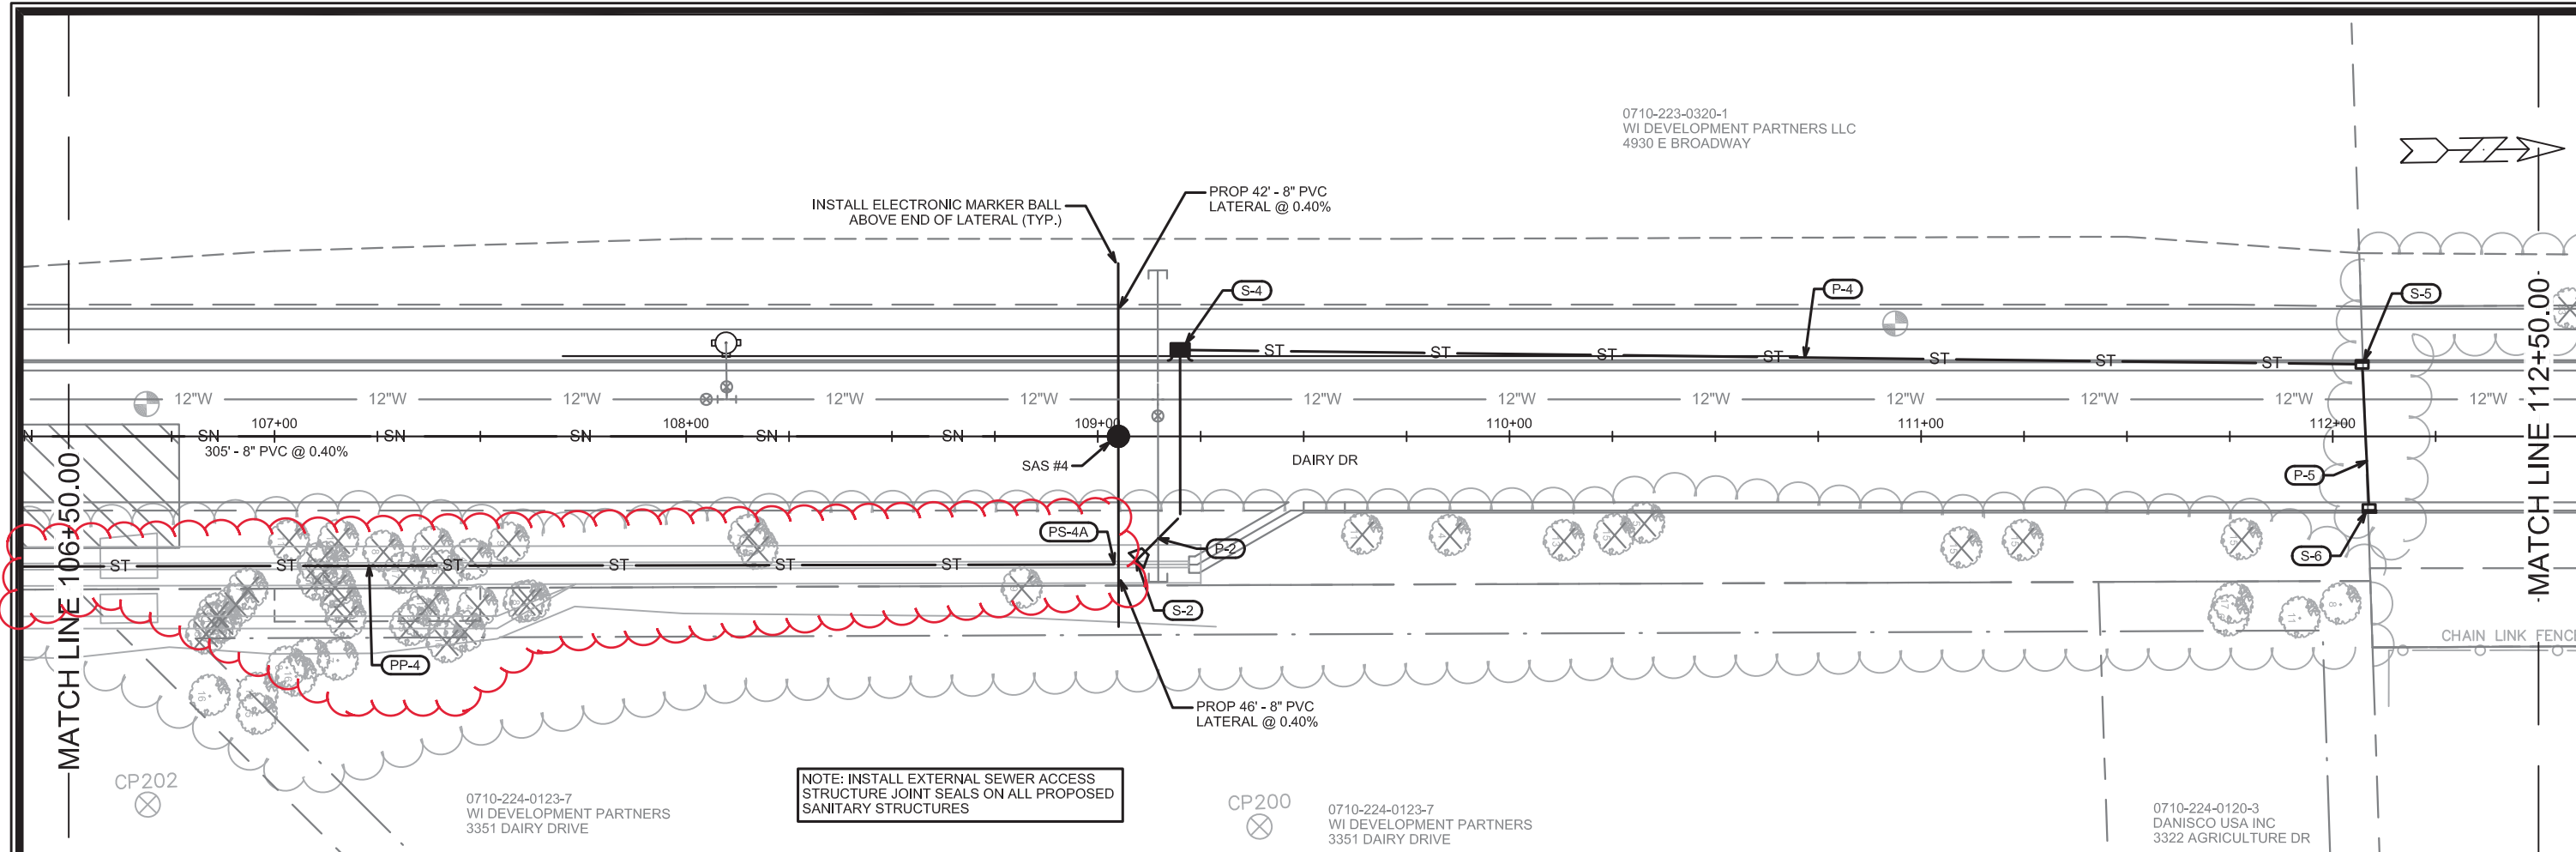 0710-223-0320-1
WI DEVELOPMENT PARTNERS LLC
4930 E BROADWAY
INSTALL ELECTRONIC MARKER BALL
ABOVE END OF LATERAL (TYP.)
PROP 42' - 8" PVC
LATERAL @ 0.40%
S-4
P-4
S-5
ST ST ST ST ST ST ST
12"W 12"W 12"W 12"W 12"W 12"W 12"W 12"W 12"W 12"W 12"W 12"W
107+00 108+00 109+00 110+00 111+00 112+00
SN SN SN SN SN
305' - 8" PVC @ 0.40%
SAS #4
DAIRY DR
P-5
PS-4A
P-2
S-6
ST ST ST ST ST ST
S-2
PP-4
CHAIN LINK FENCE
PROP 46' - 8" PVC
LATERAL @ 0.40%
MATCH LINE 106+50.00
MATCH LINE 112+50.00
NOTE: INSTALL EXTERNAL SEWER ACCESS
STRUCTURE JOINT SEALS ON ALL PROPOSED
SANITARY STRUCTURES
CP202
0710-224-0123-7
WI DEVELOPMENT PARTNERS
3351 DAIRY DRIVE
CP200
0710-224-0123-7
WI DEVELOPMENT PARTNERS
3351 DAIRY DRIVE
0710-224-0120-3
DANISCO USA INC
3322 AGRICULTURE DR